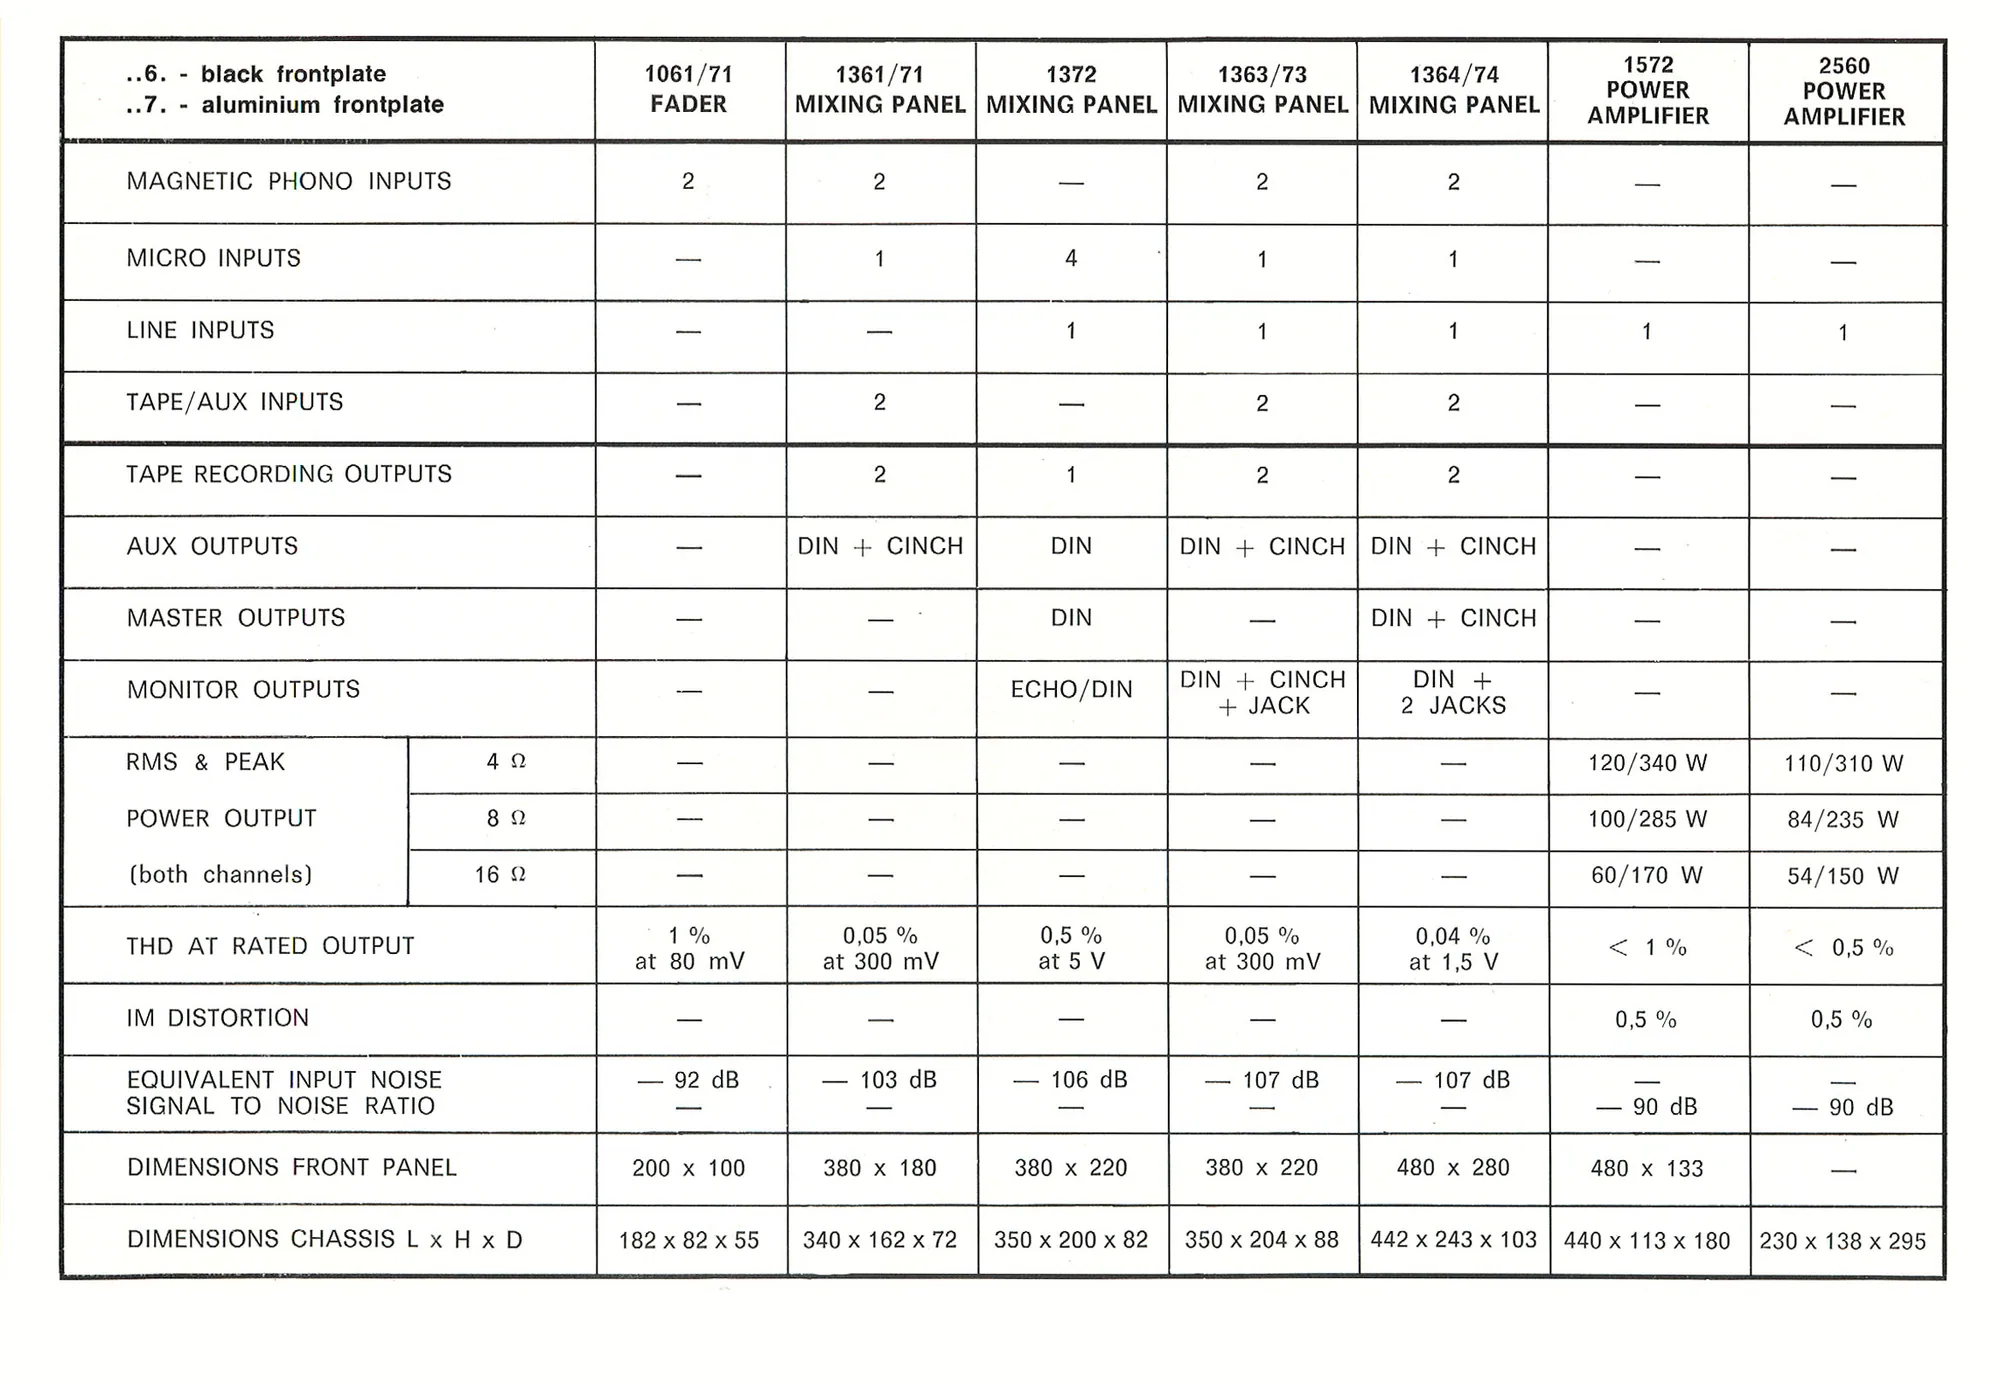 ..6. - black frontplate
..7. - aluminium frontplate
1061/71
FADER
1361/71
MIXING PANEL
1372
MIXING PANEL
1363/73
MIXING PANEL
1364/74
MIXING PANEL
1572
POWER
AMPLIFIER
2560
POWER
AMPLIFIER
MAGNETIC PHONO INPUTS 2 2 — 2 2 — —
MICRO INPUTS — 1 4 1 1 — —
LINE INPUTS — — 1 1 1 1 1
TAPE/AUX INPUTS — 2 — 2 2 — —
TAPE RECORDING OUTPUTS — 2 1 2 2 — —
AUX OUTPUTS — DIN + CINCH DIN DIN + CINCH DIN + CINCH — —
MASTER OUTPUTS — — DIN — DIN + CINCH — —
MONITOR OUTPUTS — — ECHO/DIN DIN + CINCH
+ JACK DIN +
2 JACKS — —
RMS & PEAK 4 Ω — — — — — 120/340 W 110/310 W
POWER OUTPUT 8 Ω — — — — — 100/285 W 84/235 W
(both channels) 16 Ω — — — — — 60/170 W 54/150 W
THD AT RATED OUTPUT 1 %
at 80 mV 0,05 %
at 300 mV 0,5 %
at 5 V 0,05 %
at 300 mV 0,04 %
at 1,5 V < 1 % < 0,5 %
IM DISTORTION — — — — — 0,5 % 0,5 %
EQUIVALENT INPUT NOISE — 92 dB — 103 dB — 106 dB — 107 dB — 107 dB — —
SIGNAL TO NOISE RATIO — — — — — — 90 dB — 90 dB
DIMENSIONS FRONT PANEL 200 x 100 380 x 180 380 x 220 380 x 220 480 x 280 480 x 133 —
DIMENSIONS CHASSIS L x H x D 182 x 82 x 55 340 x 162 x 72 350 x 200 x 82 350 x 204 x 88 442 x 243 x 103 440 x 113 x 180 230 x 138 x 295